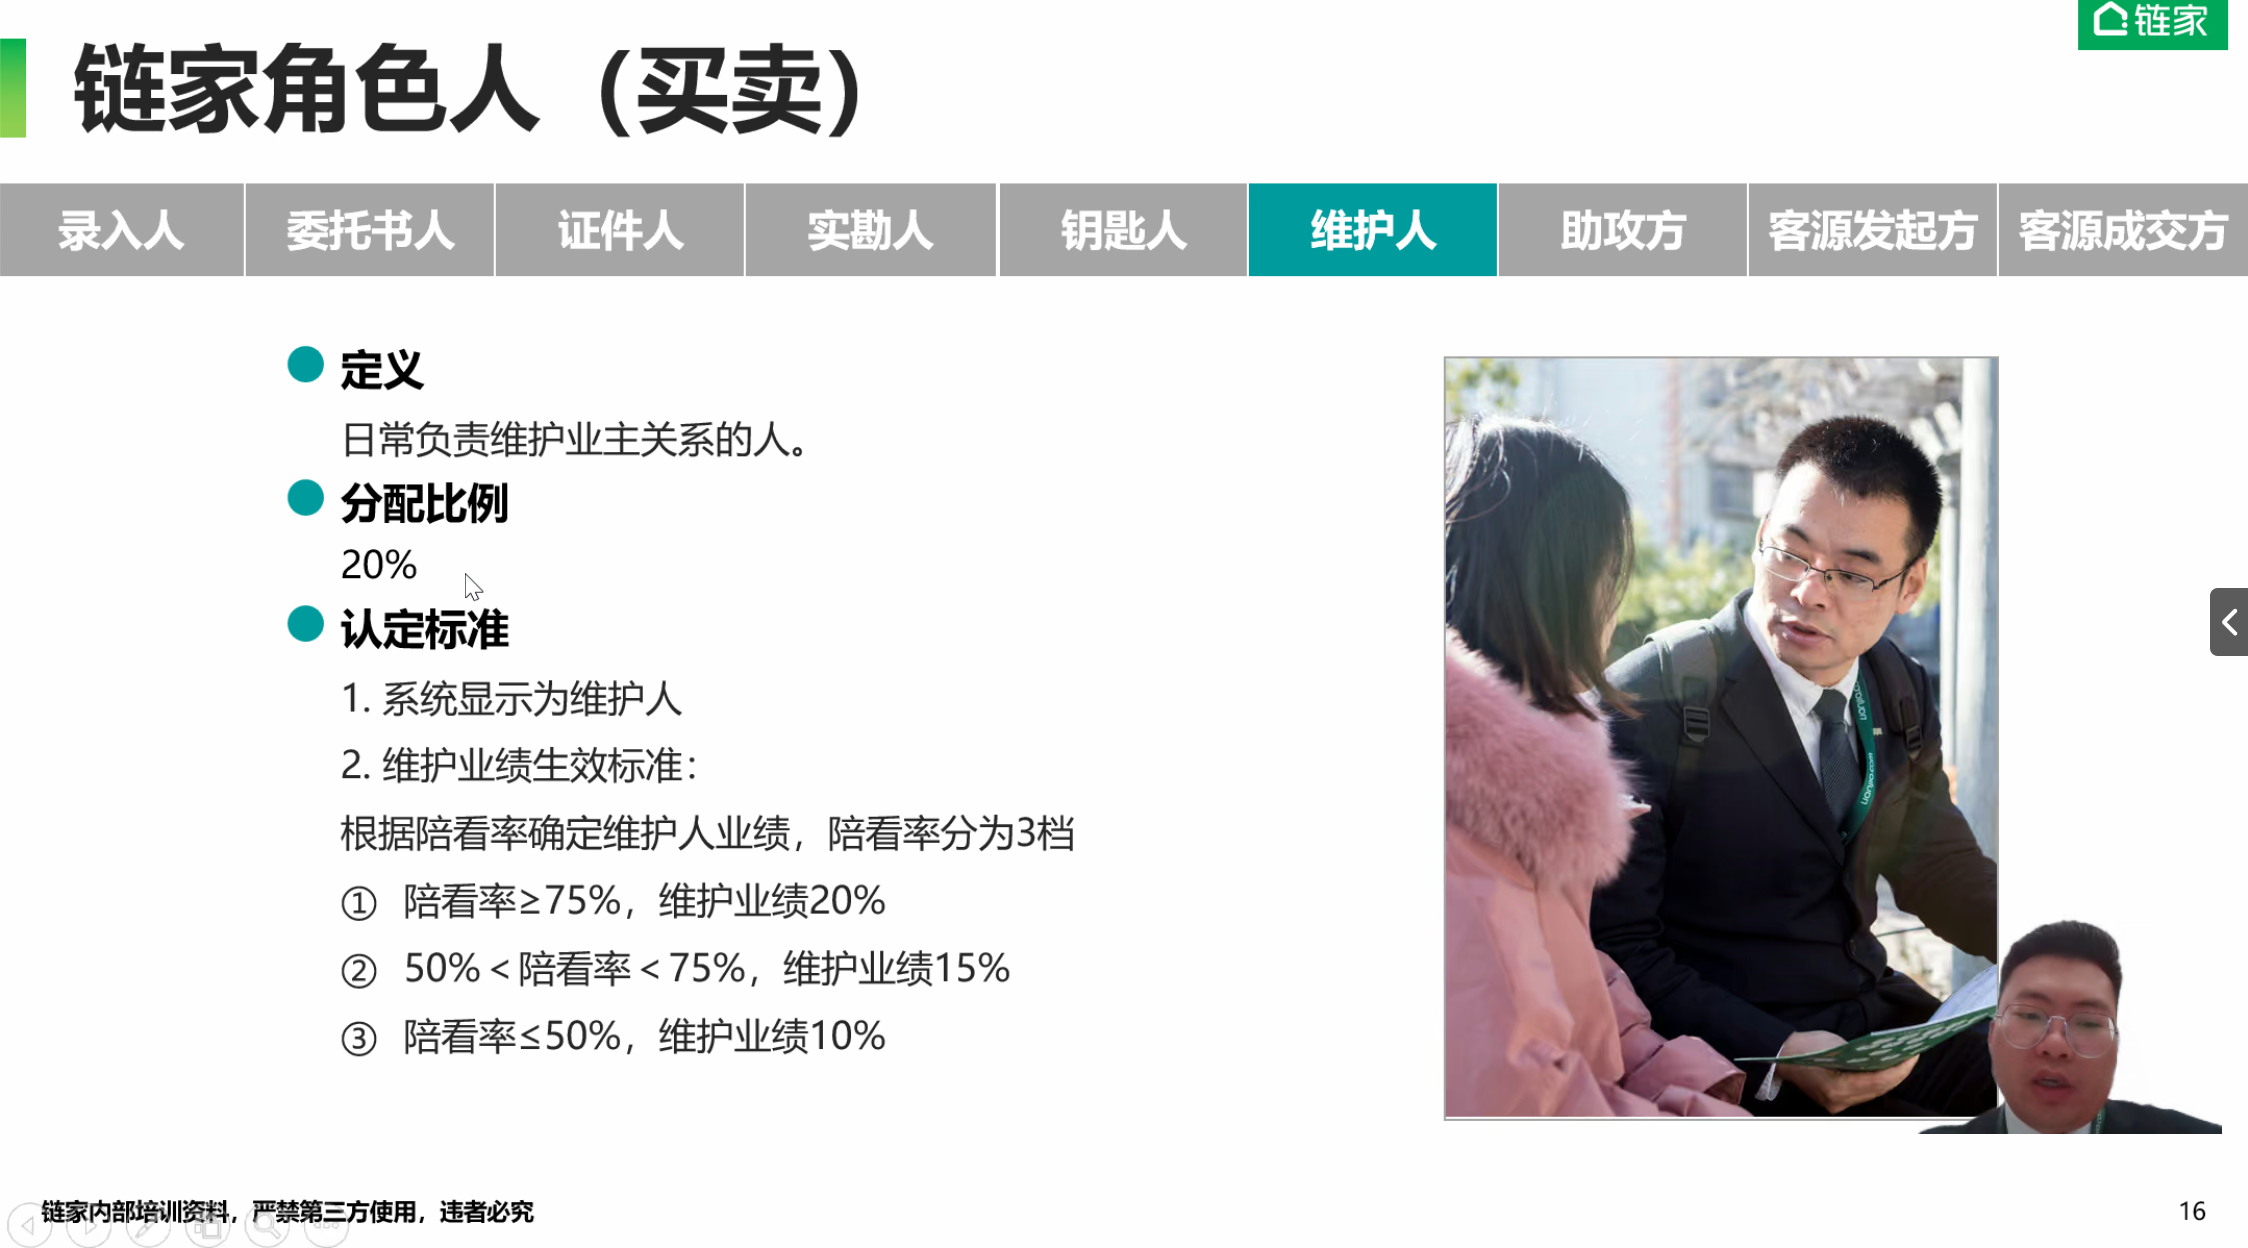 链家
链家角色人（买卖）
录入人 委托书人 证件人 实勘人 钥匙人 维护人 助攻方 客源发起方 客源成交方
定义
日常负责维护业主关系的人。
分配比例
20%
认定标准
1. 系统显示为维护人
2. 维护业绩生效标准：
根据陪看率确定维护人业绩，陪看率分为3档
① 陪看率≥75%，维护业绩20%
② 50%＜陪看率＜75%，维护业绩15%
③ 陪看率≤50%，维护业绩10%
链家内部培训资料，严禁第三方使用，违者必究
16